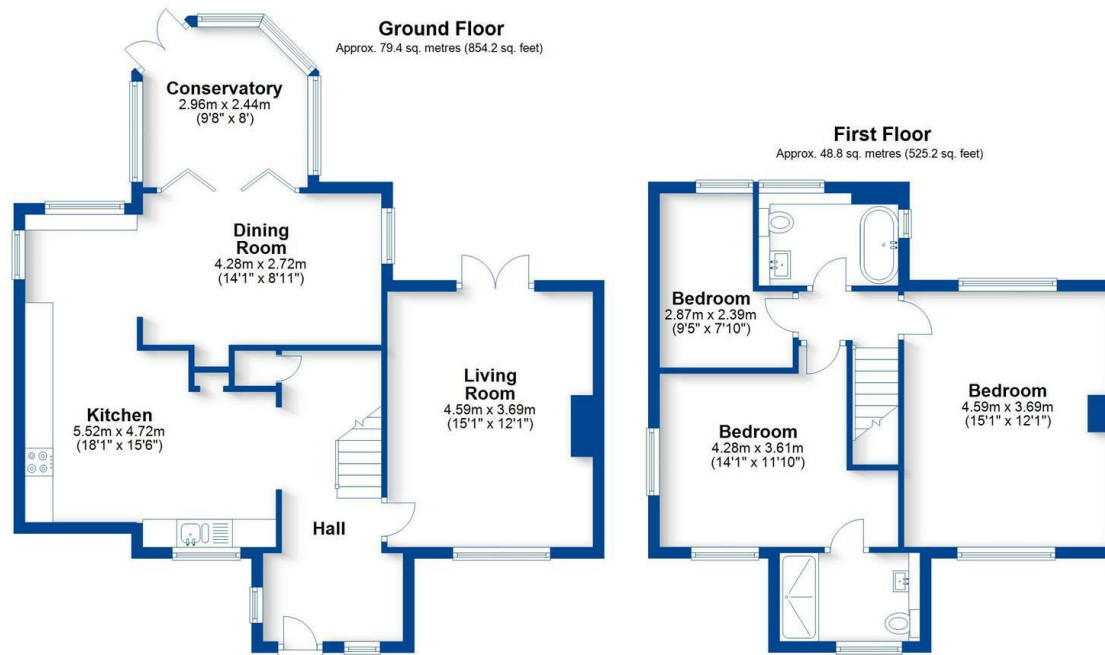 Ground Floor
Approx. 79.4 sq. metres (854.2 sq. feet)
Conservatory
2.96m x 2.44m
(9'8" x 8')
Dining
Room
4.28m x 2.72m
(14'1" x 8'11")
Kitchen
5.52m x 4.72m
(18'1" x 15'6")
Living
Room
4.59m x 3.69m
(15'1" x 12'1")
Hall
First Floor
Approx. 48.8 sq. metres (525.2 sq. feet)
Bedroom
2.87m x 2.39m
(9'5" x 7'10")
Bedroom
4.28m x 3.61m
(14'1" x 11'10")
Bedroom
4.59m x 3.69m
(15'1" x 12'1")